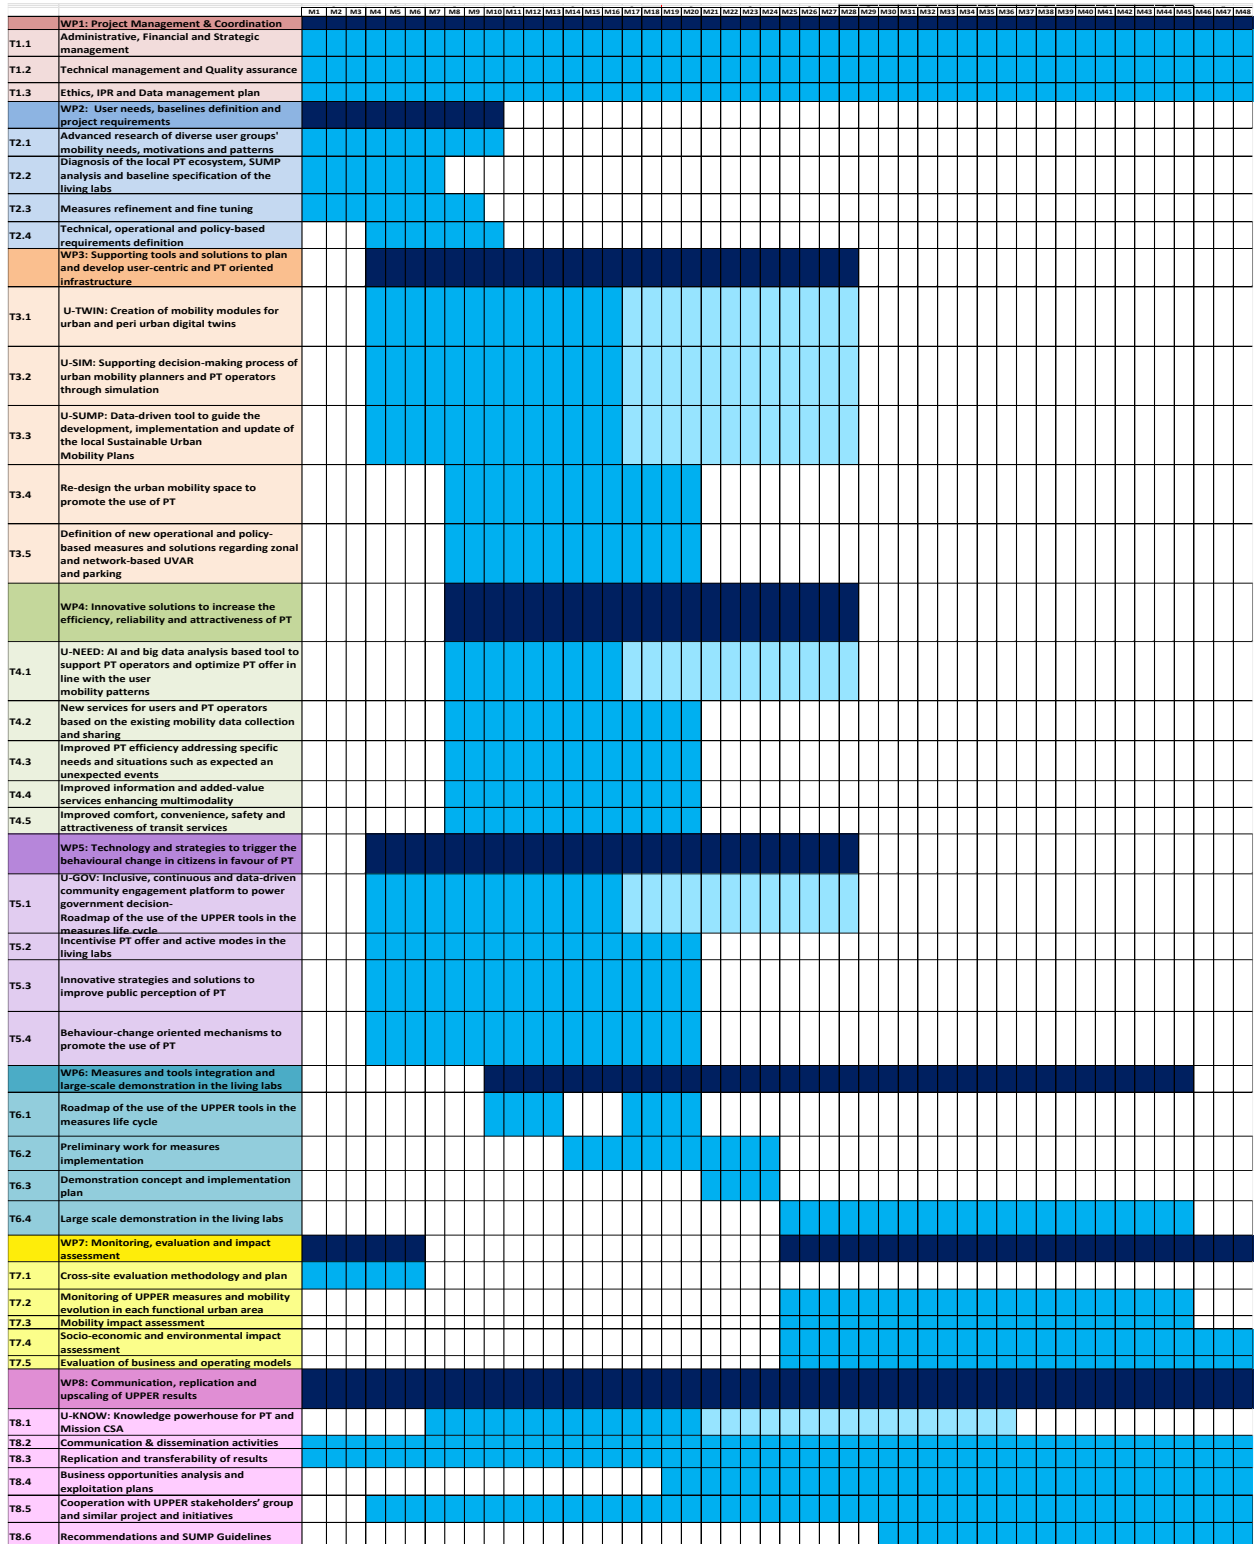 M1 M2 M3 M4 M5 M6 M7 M8 M9 M10 M11 M12 M13 M14 M15 M16 M17 M18 M19 M20 M21 M22 M23 M24 M25 M26 M27 M28 M29 M30 M31 M32 M33 M34 M35 M36 M37 M38 M39 M40 M41 M42 M43 M44 M45 M46 M47 M48
WP1: Project Management & Coordination
T1.1
Administrative, Financial and Strategic
management
T1.2
Technical management and Quality assurance
T1.3
Ethics, IPR and Data management plan
WP2: User needs, baselines definition and
project requirements
T2.1
Advanced research of diverse user groups'
mobility needs, motivations and patterns
T2.2
Diagnosis of the local PT ecosystem, SUMP
analysis and baseline specification of the
living labs
T2.3
Measures refinement and fine tuning
T2.4
Technical, operational and policy-based
requirements definition
WP3: Supporting tools and solutions to plan
and develop user-centric and PT oriented
infrastructure
T3.1
U-TWIN: Creation of mobility modules for
urban and peri urban digital twins
T3.2
U-SIM: Supporting decision-making process of
urban mobility planners and PT operators
through simulation
T3.3
U-SUMP: Data-driven tool to guide the
development, implementation and update of
the local Sustainable Urban
Mobility Plans
T3.4
Re-design the urban mobility space to
promote the use of PT
T3.5
Definition of new operational and policy-
based measures and solutions regarding zonal
and network-based UVAR
and parking
WP4: Innovative solutions to increase the
efficiency, reliability and attractiveness of PT
T4.1
U-NEED: AI and big data analysis based tool to
support PT operators and optimize PT offer in
line with the user
mobility patterns
T4.2
New services for users and PT operators
based on the existing mobility data collection
and sharing
T4.3
Improved PT efficiency addressing specific
needs and situations such as expected an
unexpected events
T4.4
Improved information and added-value
services enhancing multimodality
T4.5
Improved comfort, convenience, safety and
attractiveness of transit services
WP5: Technology and strategies to trigger the
behavioural change in citizens in favour of PT
T5.1
U-GOV: Inclusive, continuous and data-driven
community engagement platform to power
government decision-
Roadmap of the use of the UPPER tools in the
measures life cycle
T5.2
Incentivise PT offer and active modes in the
living labs
T5.3
Innovative strategies and solutions to
improve public perception of PT
T5.4
Behaviour-change oriented mechanisms to
promote the use of PT
WP6: Measures and tools integration and
large-scale demonstration in the living labs
T6.1
Roadmap of the use of the UPPER tools in the
measures life cycle
T6.2
Preliminary work for measures
implementation
T6.3
Demonstration concept and implementation
plan
T6.4
Large scale demonstration in the living labs
WP7: Monitoring, evaluation and impact
assessment
T7.1
Cross-site evaluation methodology and plan
T7.2
Monitoring of UPPER measures and mobility
evolution in each functional urban area
T7.3
Mobility impact assessment
T7.4
Socio-economic and environmental impact
assessment
T7.5
Evaluation of business and operating models
WP8: Communication, replication and
upscaling of UPPER results
T8.1
U-KNOW: Knowledge powerhouse for PT and
Mission CSA
T8.2
Communication & dissemination activities
T8.3
Replication and transferability of results
T8.4
Business opportunities analysis and
exploitation plans
T8.5
Cooperation with UPPER stakeholders' group
and similar project and initiatives
T8.6
Recommendations and SUMP Guidelines